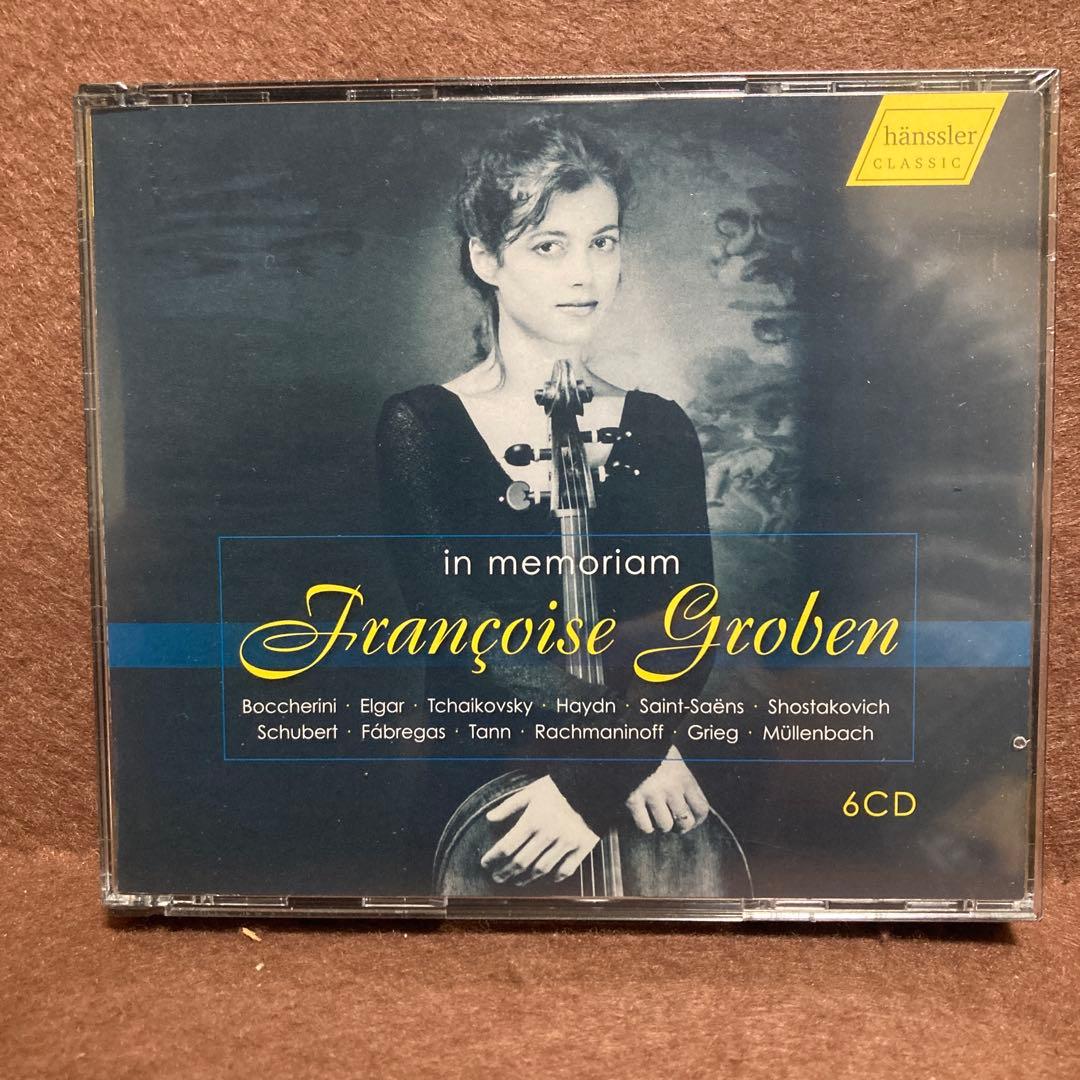 hänssler
CLASSIC
in memoriam
Françoise Groben
Boccherini · Elgar · Tchaikovsky · Haydn · Saint-Saëns · Shostakovich
Schubert · Fábregas · Tann · Rachmaninoff · Grieg · Müllenbach
6CD